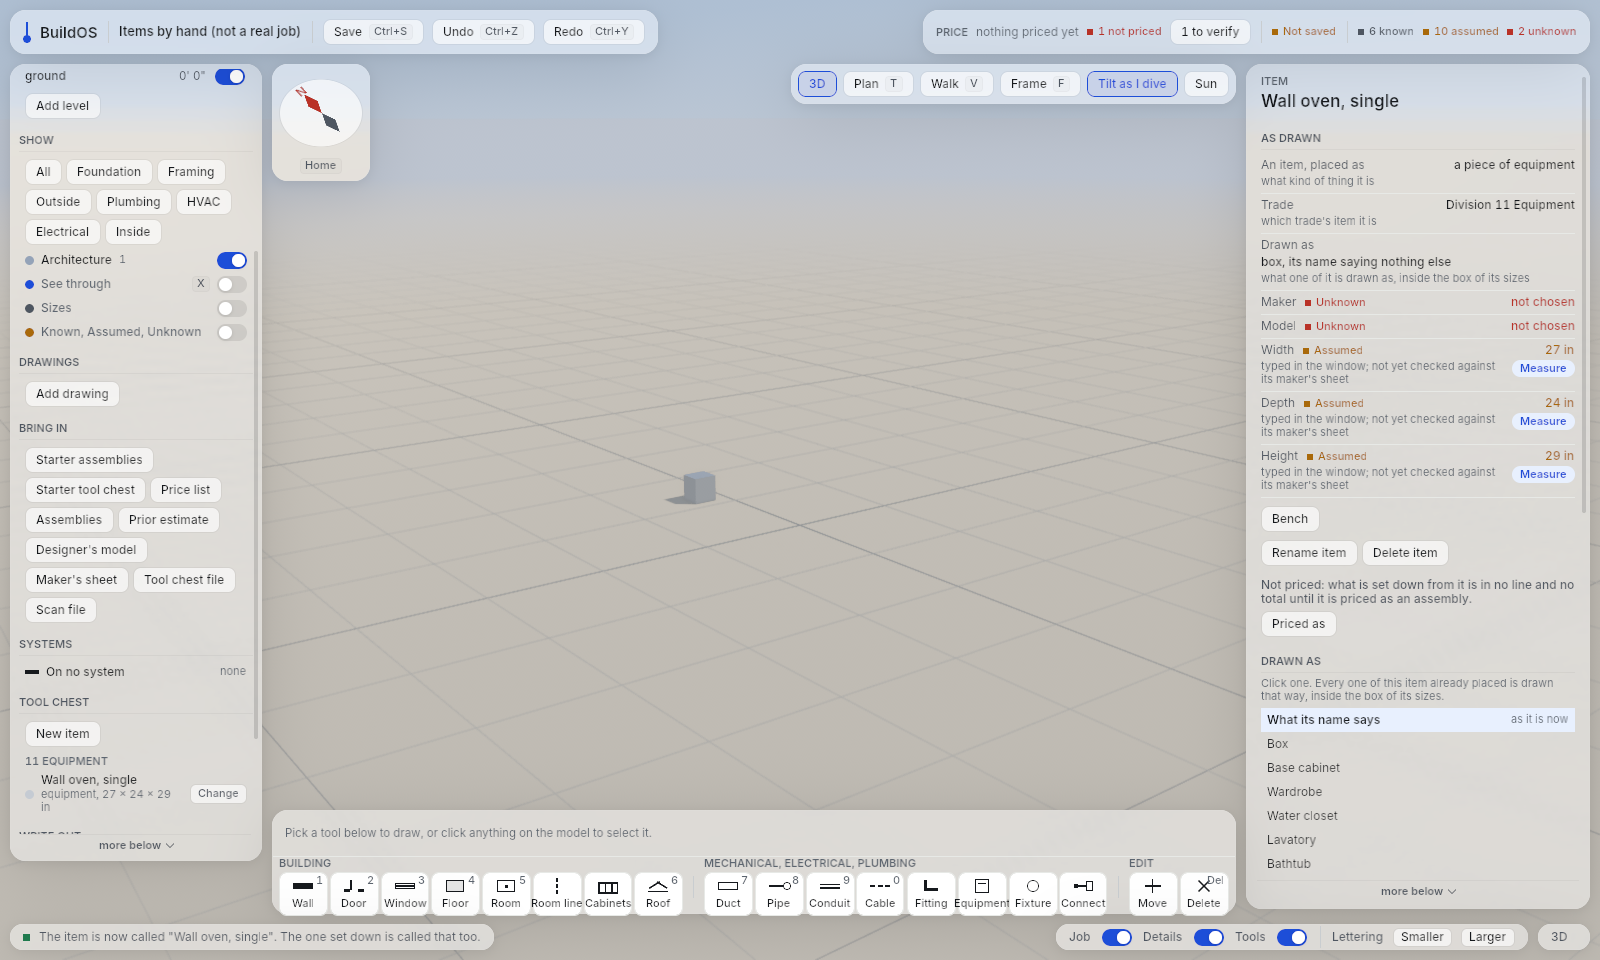 BuildOS
Items by hand (not a real job)
Save Ctrl+S
Undo Ctrl+Z
Redo Ctrl+Y
PRICE nothing priced yet 1 not priced 1 to verify Not saved 6 known 10 assumed 2 unknown
ground 0' 0"
Add level
SHOW
All Foundation Framing
Outside Plumbing HVAC
Electrical Inside
Architecture 1
See through X
Sizes
Known, Assumed, Unknown
DRAWINGS
Add drawing
BRING IN
Starter assemblies
Starter tool chest Price list
Assemblies Prior estimate
Designer's model
Maker's sheet Tool chest file
Scan file
SYSTEMS
On no system none
TOOL CHEST
New item
11 EQUIPMENT
Wall oven, single
equipment, 27 × 24 × 29
in
Change
more below
N
Home
3D Plan T Walk V Frame F Tilt as I dive Sun
ITEM
Wall oven, single
AS DRAWN
An item, placed as a piece of equipment
what kind of thing it is
Trade Division 11 Equipment
which trade's item it is
Drawn as
box, its name saying nothing else
what one of it is drawn as, inside the box of its sizes
Maker Unknown not chosen
Model Unknown not chosen
Width Assumed 27 in
typed in the window; not yet checked against
its maker's sheet
Measure
Depth Assumed 24 in
typed in the window; not yet checked against
its maker's sheet
Measure
Height Assumed 29 in
typed in the window; not yet checked against
its maker's sheet
Measure
Bench
Rename item Delete item
Not priced: what is set down from it is in no line and no
total until it is priced as an assembly.
Priced as
DRAWN AS
Click one. Every one of this item already placed is drawn
that way, inside the box of its sizes.
What its name says as it is now
Box
Base cabinet
Wardrobe
Water closet
Lavatory
Bathtub
more below
Pick a tool below to draw, or click anything on the model to select it.
BUILDING
1 2 3 4 5 6
Wall Door Window Floor Room Room line Cabinets Roof
MECHANICAL, ELECTRICAL, PLUMBING
7 8 9 0
Duct Pipe Conduit Cable Fitting Equipment Fixture Connect
EDIT
Del
Move Delete
The item is now called "Wall oven, single". The one set down is called that too.
Job Details Tools Lettering Smaller Larger 3D